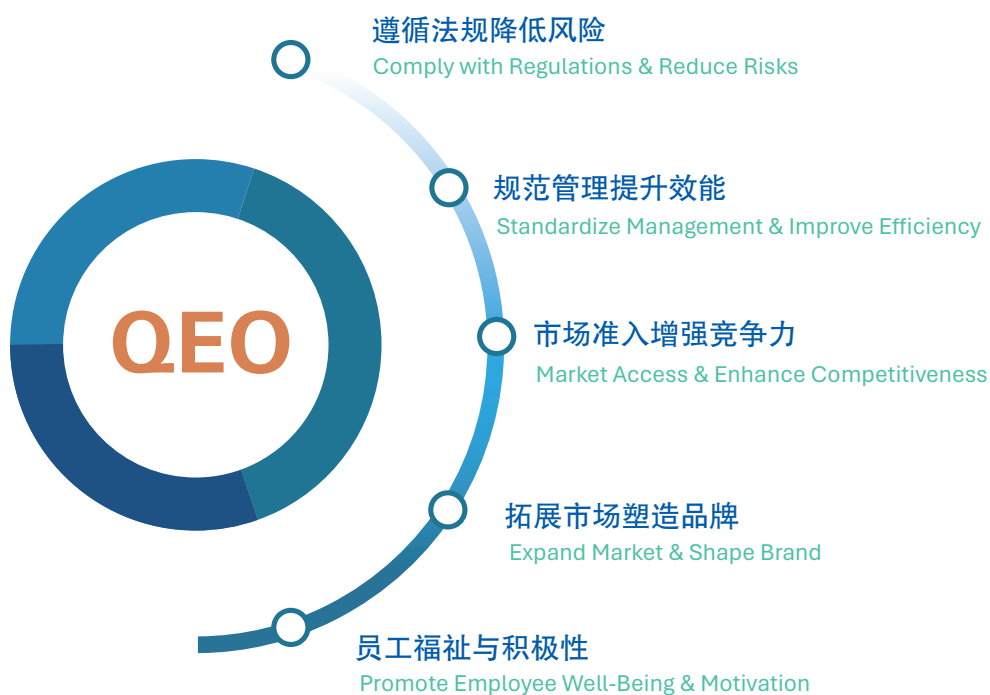 遵循法规降低风险
Comply with Regulations & Reduce Risks
规范管理提升效能
Standardize Management & Improve Efficiency
QEO
市场准入增强竞争力
Market Access & Enhance Competitiveness
拓展市场塑造品牌
Expand Market & Shape Brand
员工福祉与积极性
Promote Employee Well-Being & Motivation